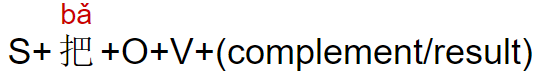 bǎ
S+ 把 +O+V+(complement/result)